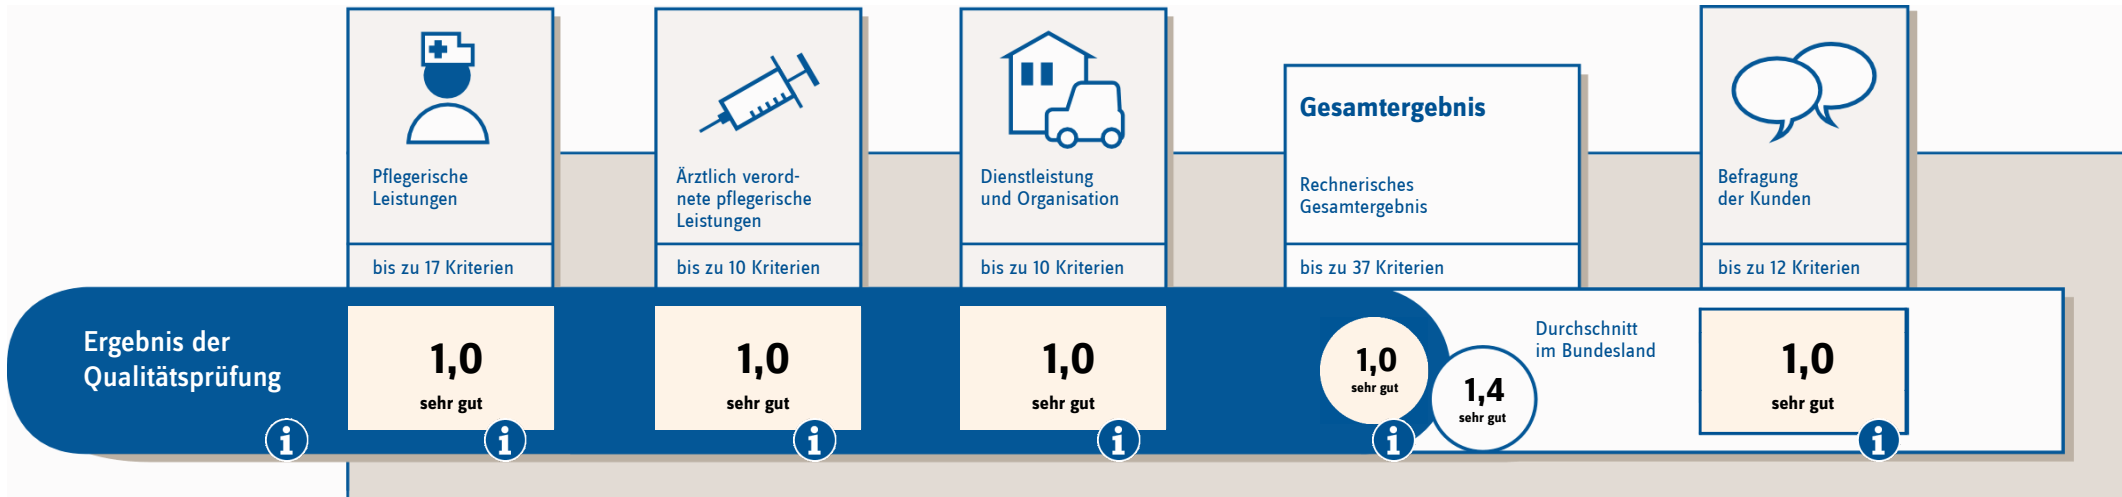 Pflegerische
Leistungen
bis zu 17 Kriterien
Ärztlich verord-
nete pflegerische
Leistungen
bis zu 10 Kriterien
Dienstleistung
und Organisation
bis zu 10 Kriterien
Gesamtergebnis
Rechnerisches
Gesamtergebnis
bis zu 37 Kriterien
Befragung
der Kunden
bis zu 12 Kriterien
Ergebnis der
Qualitätsprüfung
i
1,0
sehr gut
i
1,0
sehr gut
i
1,0
sehr gut
i
1,0
sehr gut
i
1,4
sehr gut
Durchschnitt
im Bundesland
1,0
sehr gut
i